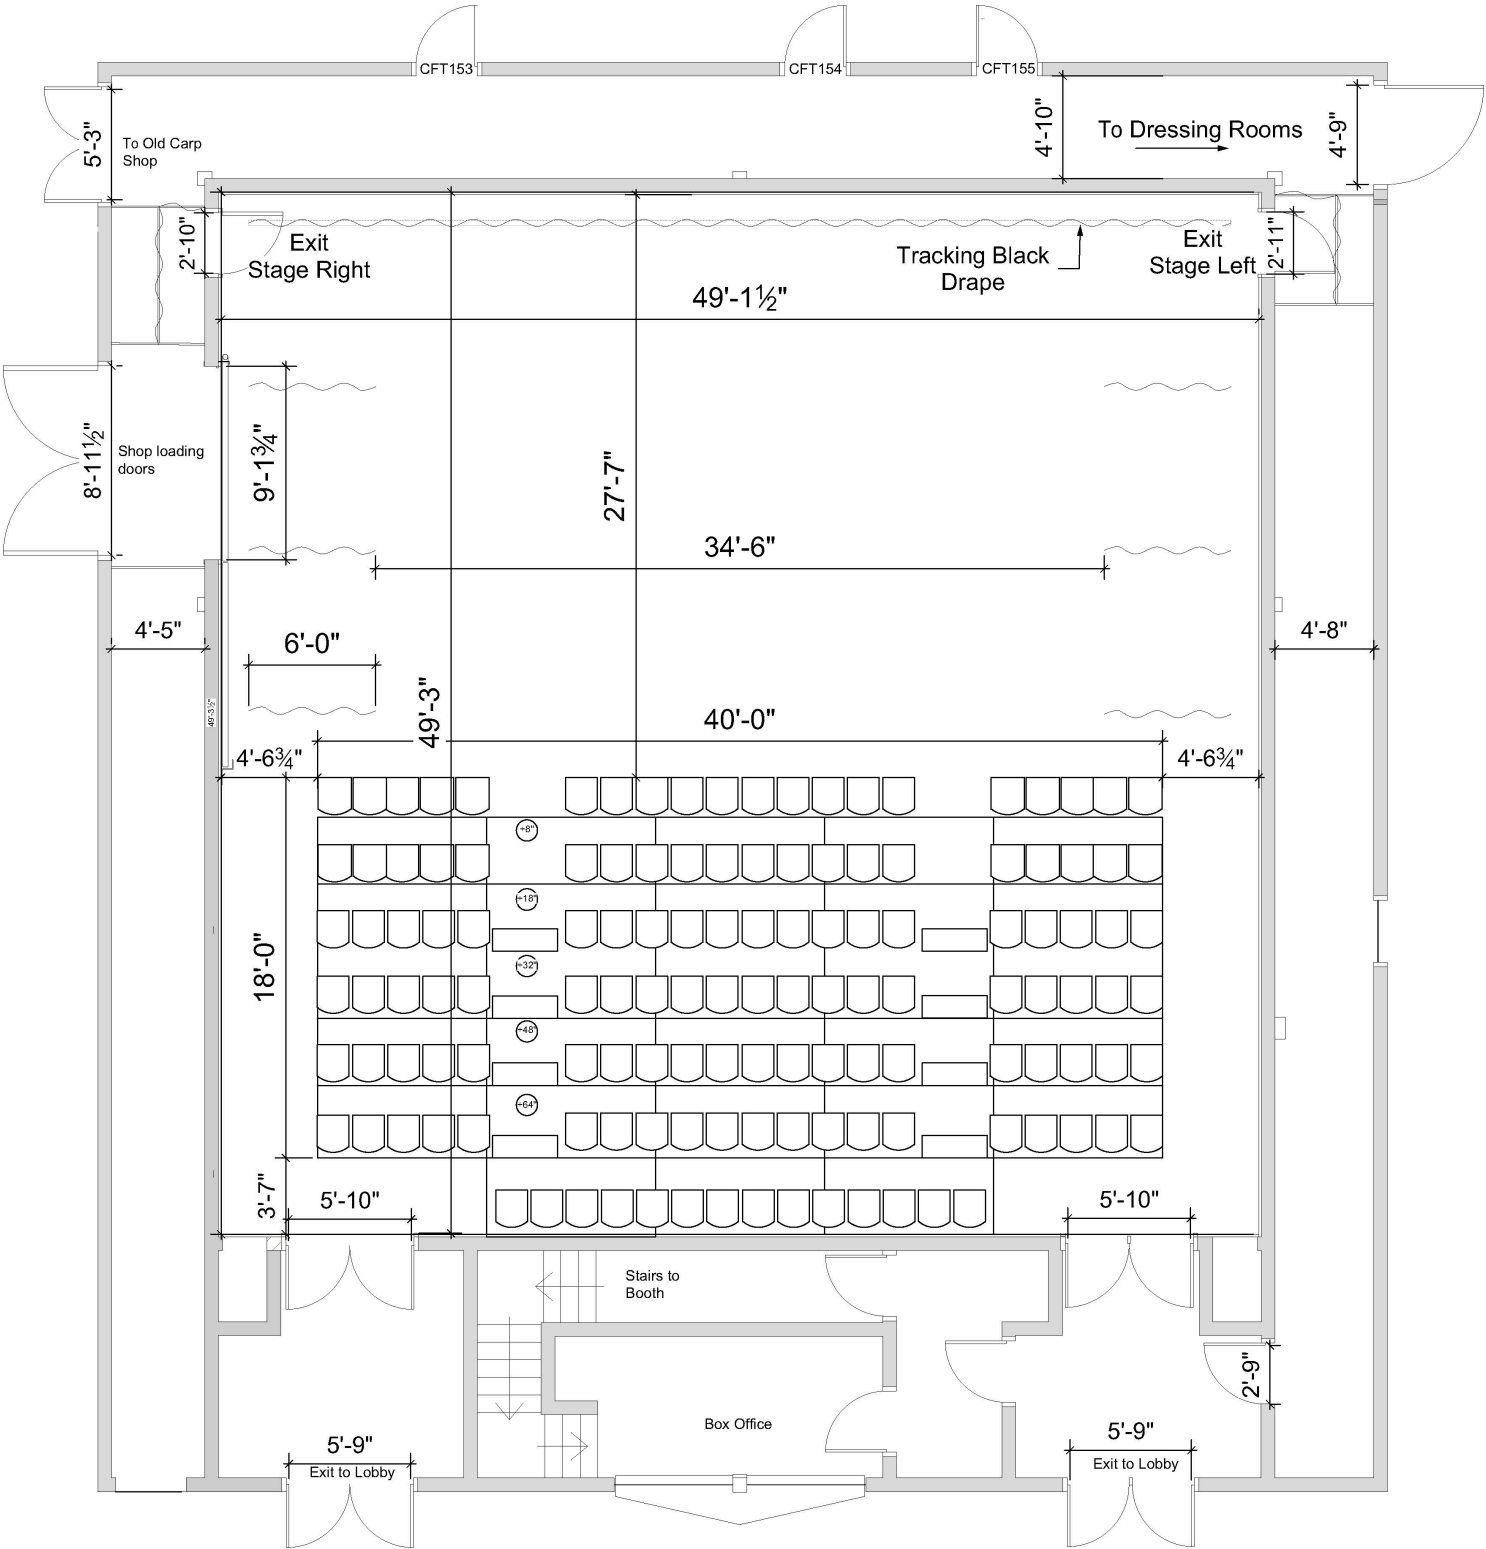 CFT153
CFT154
CFT155
5'-3"
To Old Carp
Shop
4'-10"
To Dressing Rooms
4'-9"
2'-10"
Exit
Stage Right
Tracking Black
Drape
Exit
Stage Left
2'-11"
49'-1½"
8'-11½"
Shop loading
doors
9'-1¾"
27'-7"
34'-6"
4'-5"
6'-0"
4'-8"
49'-3½"
49'-3"
40'-0"
4'-6¾"
4'-6¾"
+8"
+18"
18'-0"
+32"
+48"
+64"
3'-7"
5'-10"
5'-10"
Stairs to
Booth
2'-9"
Box Office
5'-9"
Exit to Lobby
5'-9"
Exit to Lobby